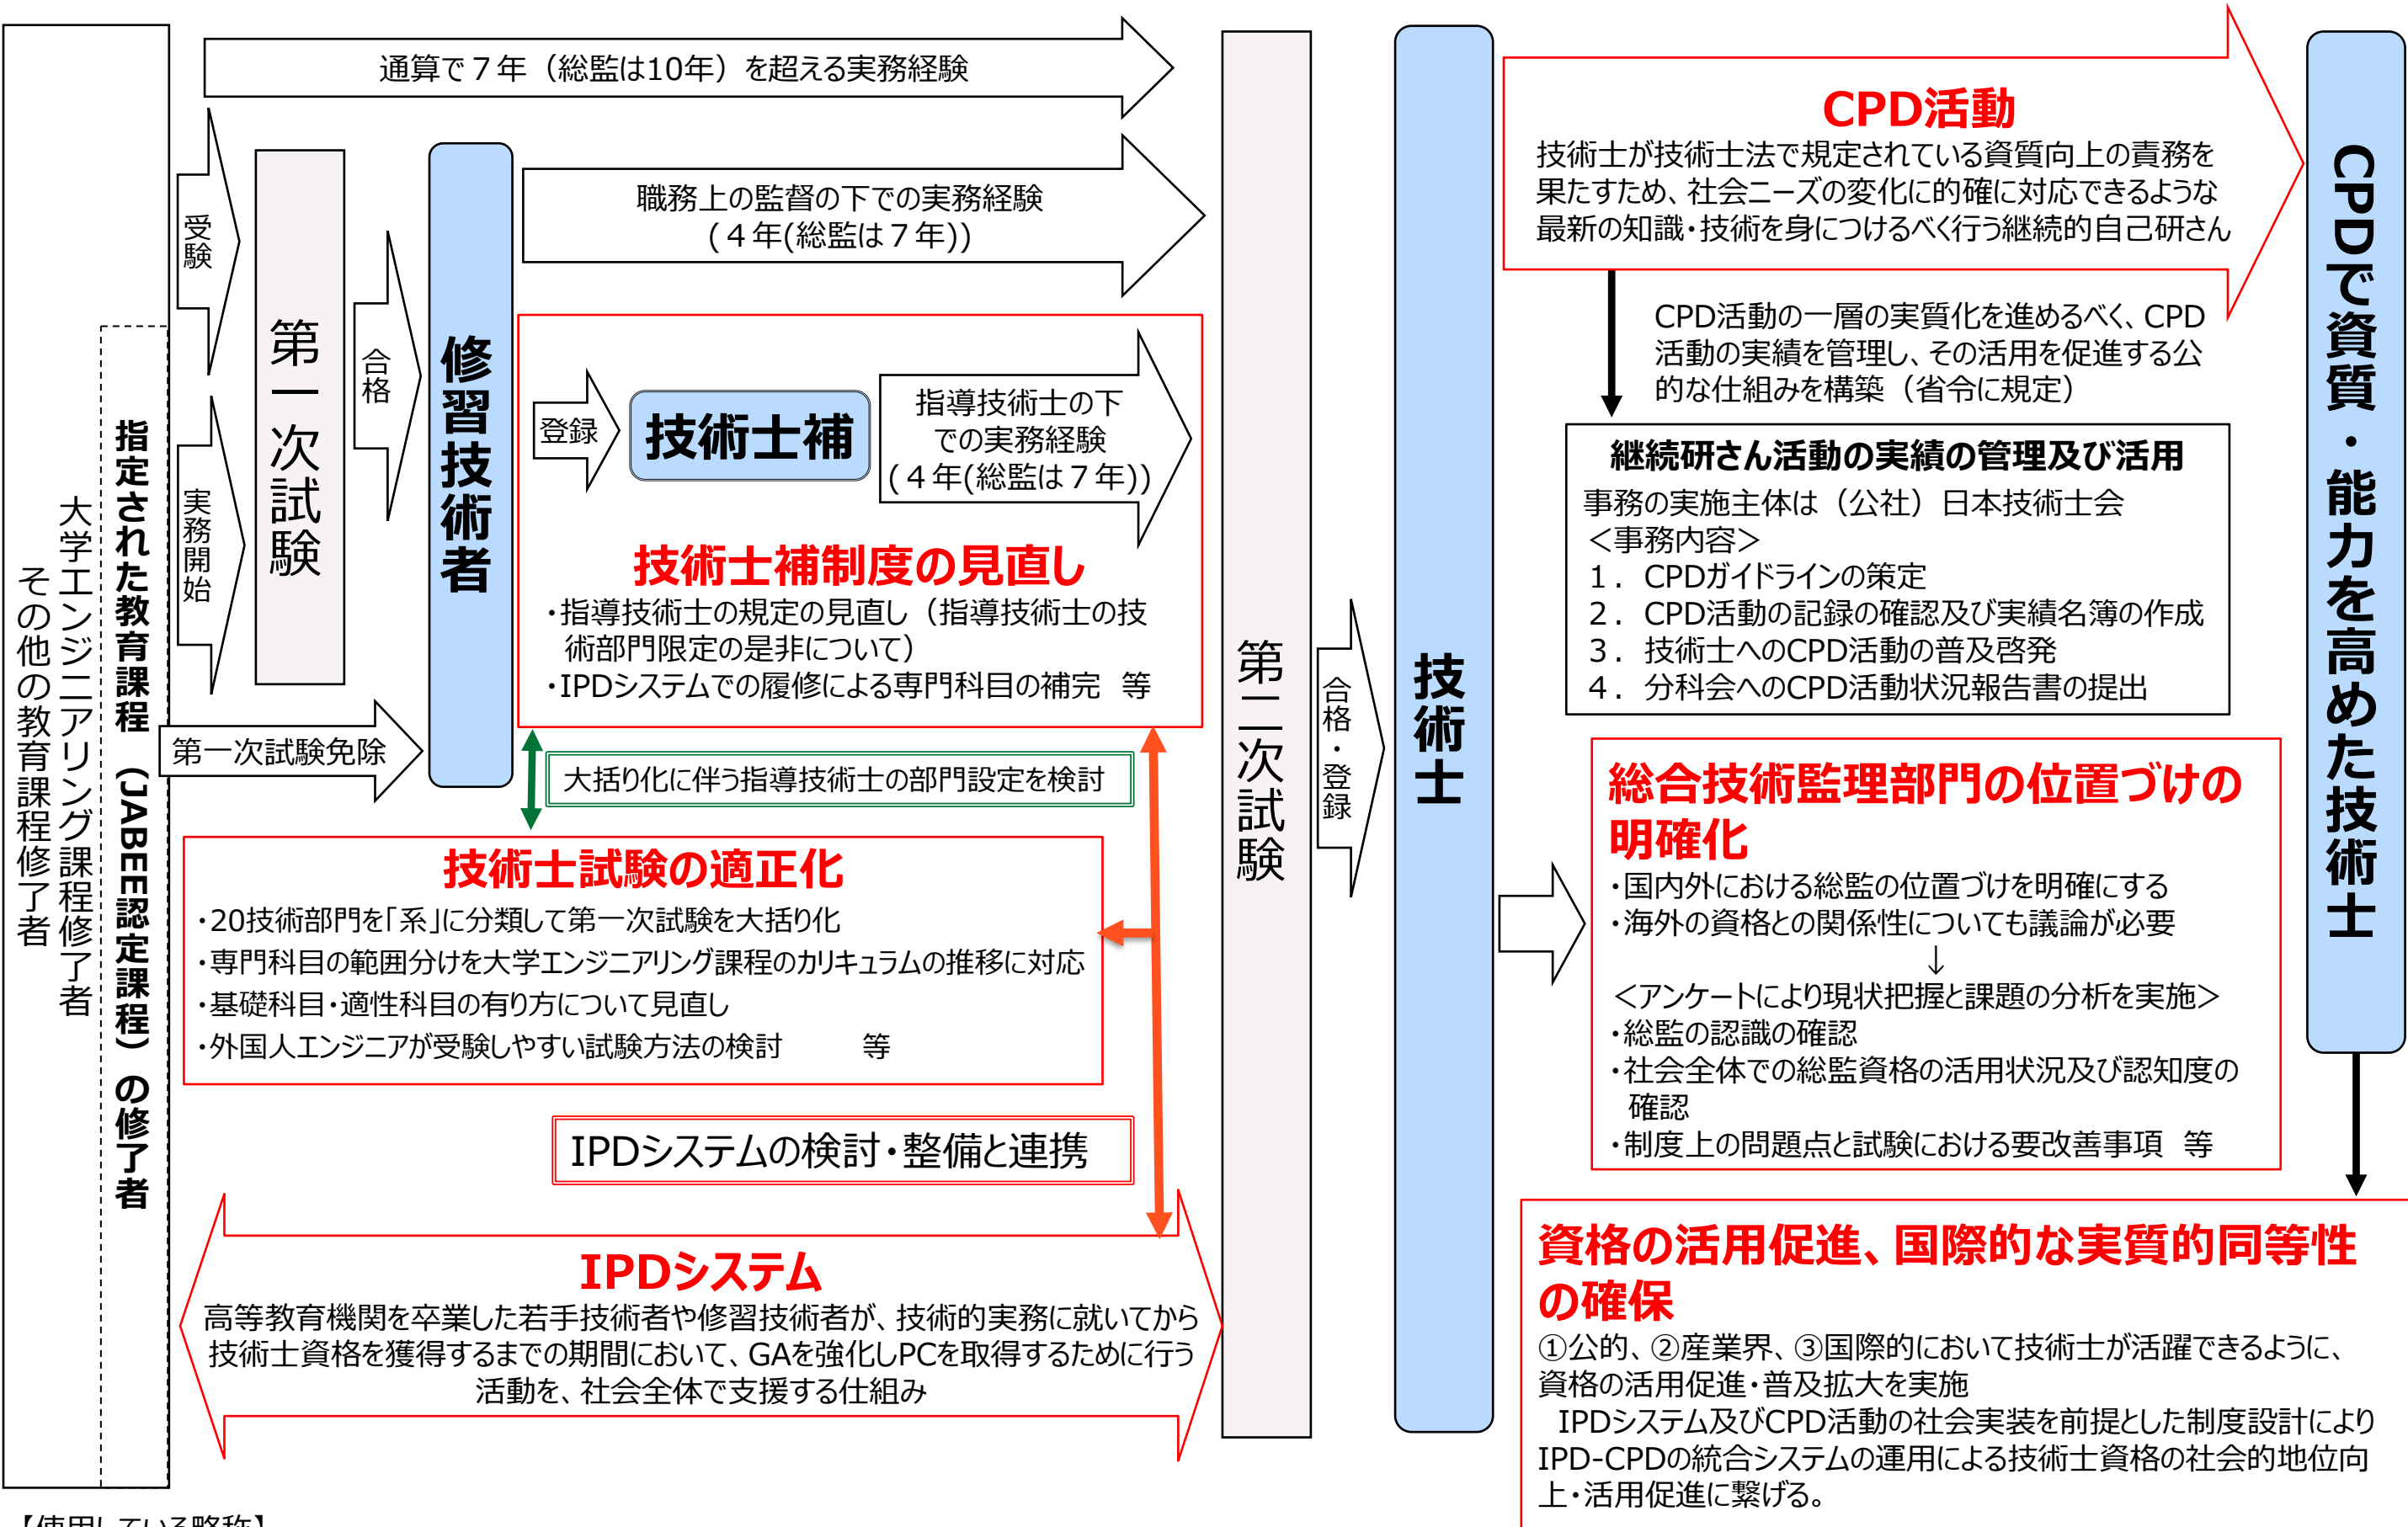 通算で７年（総監は10年）を超える実務経験
受験
実務開始
第一次試験
合格
修習技術者
職務上の監督の下での実務経験
(４年(総監は７年))
登録
技術士補
指導技術士の下
での実務経験
(４年(総監は７年))
技術士補制度の見直し
・指導技術士の規定の見直し（指導技術士の技
術部門限定の是非について）
・IPDシステムでの履修による専門科目の補完　等
指定された教育課程（JABEE認定課程）の修了者
大学エンジニアリング課程修了者
その他の教育課程修了者
第一次試験免除
大括り化に伴う指導技術士の部門設定を検討
技術士試験の適正化
・20技術部門を｢系｣に分類して第一次試験を大括り化
・専門科目の範囲分けを大学エンジニアリング課程のカリキュラムの推移に対応
・基礎科目・適性科目の有り方について見直し
・外国人エンジニアが受験しやすい試験方法の検討　　　等
IPDシステムの検討・整備と連携
IPDシステム
高等教育機関を卒業した若手技術者や修習技術者が、技術的実務に就いてから
技術士資格を獲得するまでの期間において、GAを強化しPCを取得するために行う
活動を、社会全体で支援する仕組み
第二次試験
合格・登録
技術士
CPD活動
技術士が技術士法で規定されている資質向上の責務を
果たすため、社会ニーズの変化に的確に対応できるような
最新の知識・技術を身につけるべく行う継続的自己研さん
CPD活動の一層の実質化を進めるべく、CPD
活動の実績を管理し、その活用を促進する公
的な仕組みを構築（省令に規定）
継続研さん活動の実績の管理及び活用
事務の実施主体は（公社）日本技術士会
＜事務内容＞
１．CPDガイドラインの策定
２．CPD活動の記録の確認及び実績名簿の作成
３．技術士へのCPD活動の普及啓発
４．分科会へのCPD活動状況報告書の提出
総合技術監理部門の位置づけの
明確化
・国内外における総監の位置づけを明確にする
・海外の資格との関係性についても議論が必要
↓
＜アンケートにより現状把握と課題の分析を実施＞
・総監の認識の確認
・社会全体での総監資格の活用状況及び認知度の
確認
・制度上の問題点と試験における要改善事項　等
CPDで資質・能力を高めた技術士
資格の活用促進、国際的な実質的同等性
の確保
①公的、②産業界、③国際的において技術士が活躍できるように、
資格の活用促進・普及拡大を実施
IPDシステム及びCPD活動の社会実装を前提とした制度設計により
IPD-CPDの統合システムの運用による技術士資格の社会的地位向
上・活用促進に繋げる。
【使用している略称】